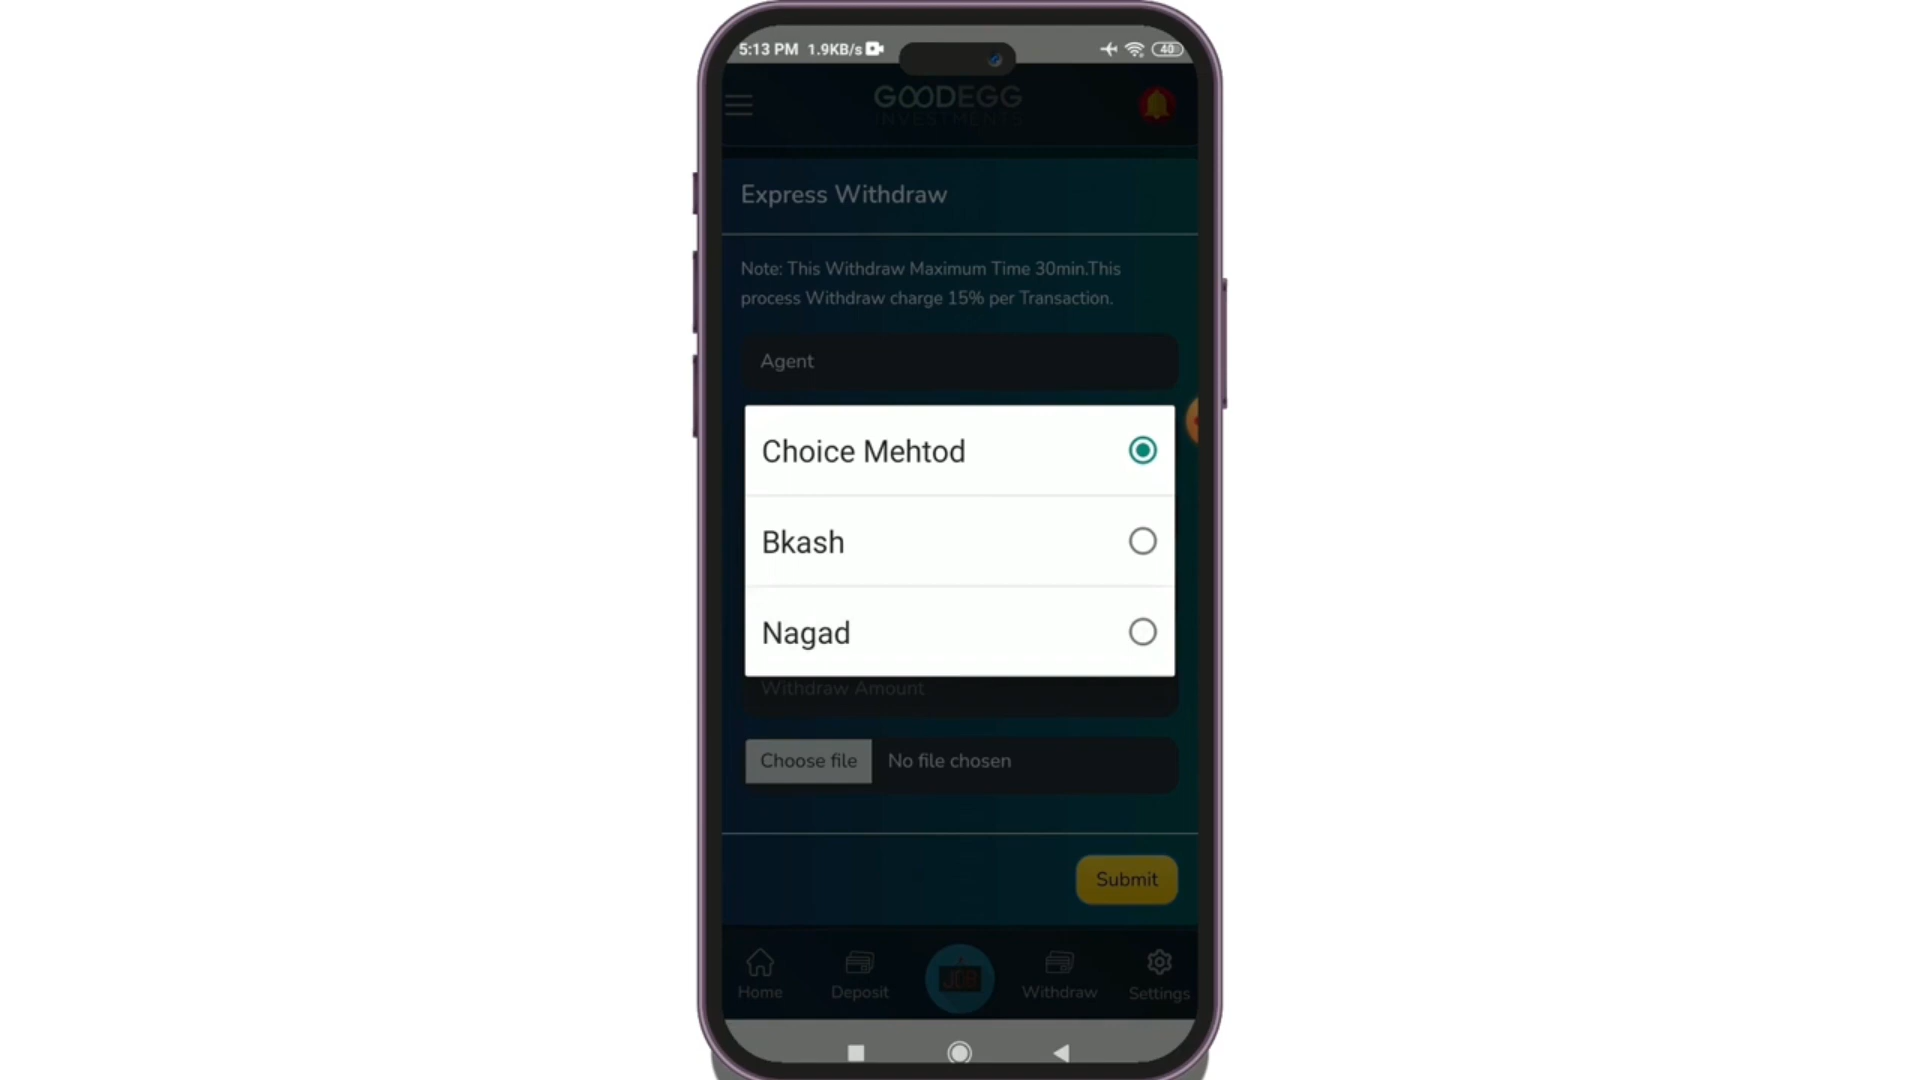 5:13 PM 1.9KB/s
40
GOODEGG
INVESTMENTS
Express Withdraw
Note: This Withdraw Maximum Time 30min.This
process Withdraw charge 15% per Transaction.
Agent
Choice Mehtod
Bkash
Nagad
Withdraw Amount
Choose file No file chosen
Submit
JOB
Home Deposit Withdraw Settings